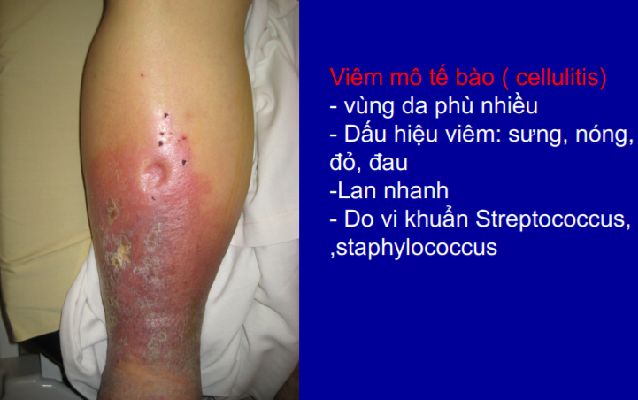 Viêm mô tế bào ( cellulitis)
- vùng da phù nhiều
- Dấu hiệu viêm: sưng, nóng,
đỏ, đau
-Lan nhanh
- Do vi khuẩn Streptococcus,
,staphylococcus